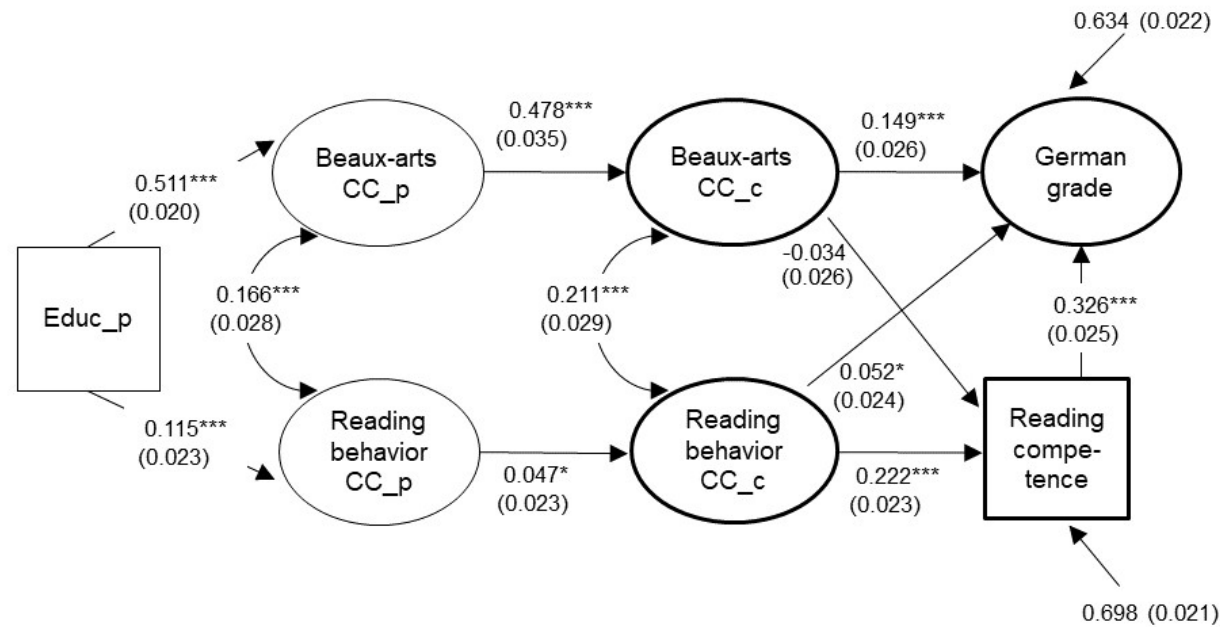 0.634 (0.022)
0.478***
(0.035)
0.149***
(0.026)
Beaux-arts
CC_p
Beaux-arts
CC_c
German
grade
0.511***
(0.020)
-0.034
(0.026)
Educ_p
0.166***
(0.028)
0.211***
(0.029)
0.326***
(0.025)
0.052*
(0.024)
0.115***
(0.023)
Reading
behavior
CC_p
Reading
behavior
CC_c
Reading
compe-
tence
0.047*
(0.023)
0.222***
(0.023)
0.698 (0.021)